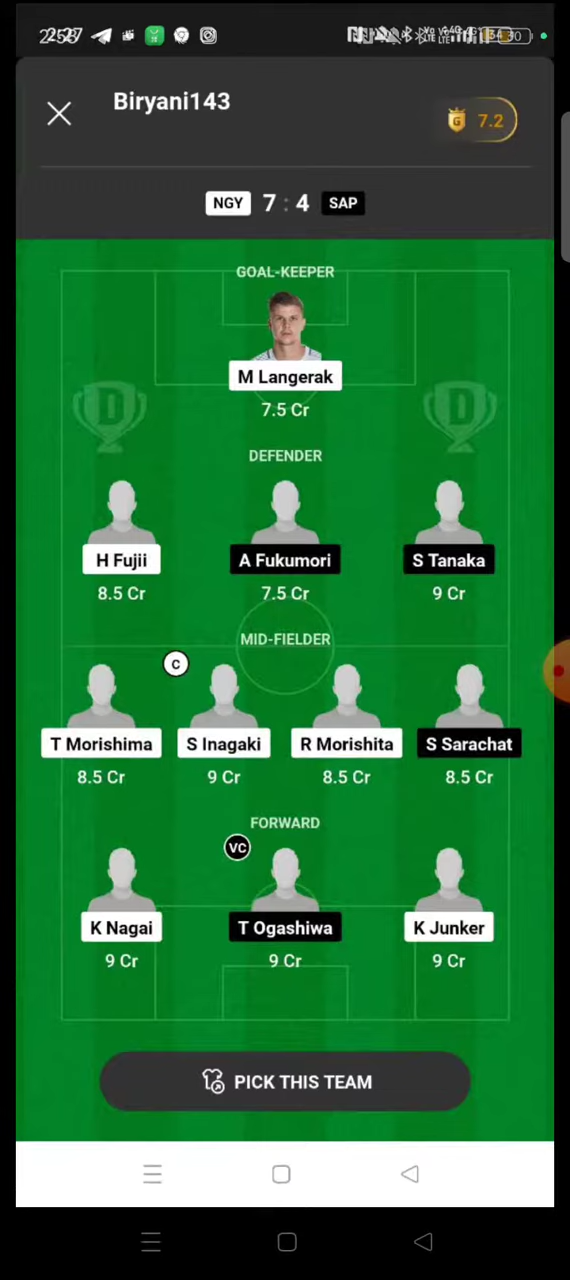 Biryani143
G 7.2
NGY 7 : 4 SAP
GOAL-KEEPER
M Langerak
7.5 Cr
DEFENDER
H Fujii A Fukumori S Tanaka
8.5 Cr 7.5 Cr 9 Cr
MID-FIELDER
C
T Morishima S Inagaki R Morishita S Sarachat
8.5 Cr 9 Cr 8.5 Cr 8.5 Cr
FORWARD
VC
K Nagai T Ogashiwa K Junker
9 Cr 9 Cr 9 Cr
PICK THIS TEAM